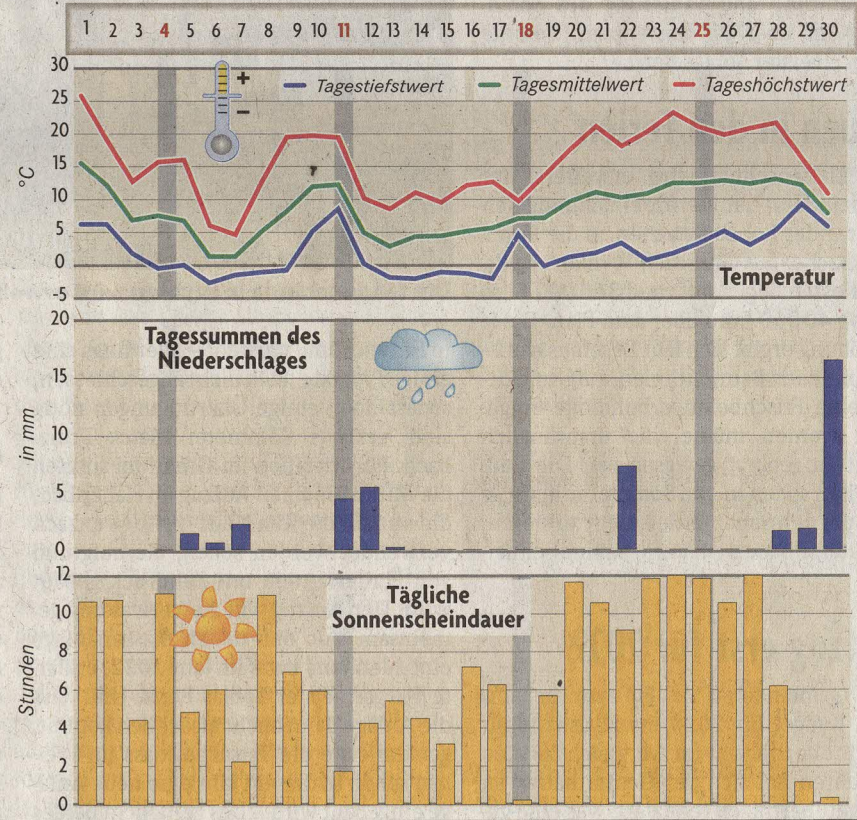 1 2 3 4 5 6 7 8 9 10 11 12 13 14 15 16 17 18 19 20 21 22 23 24 25 26 27 28 29 30
30
25
20
15
10
5
0
-5
°C
+
–
Tagestiefstwert Tagesmittelwert Tageshöchstwert
Temperatur
20
15
10
5
0
in mm
Tagessummen des
Niederschlages
12
10
8
6
4
2
0
Stunden
Tägliche
Sonnenscheindauer